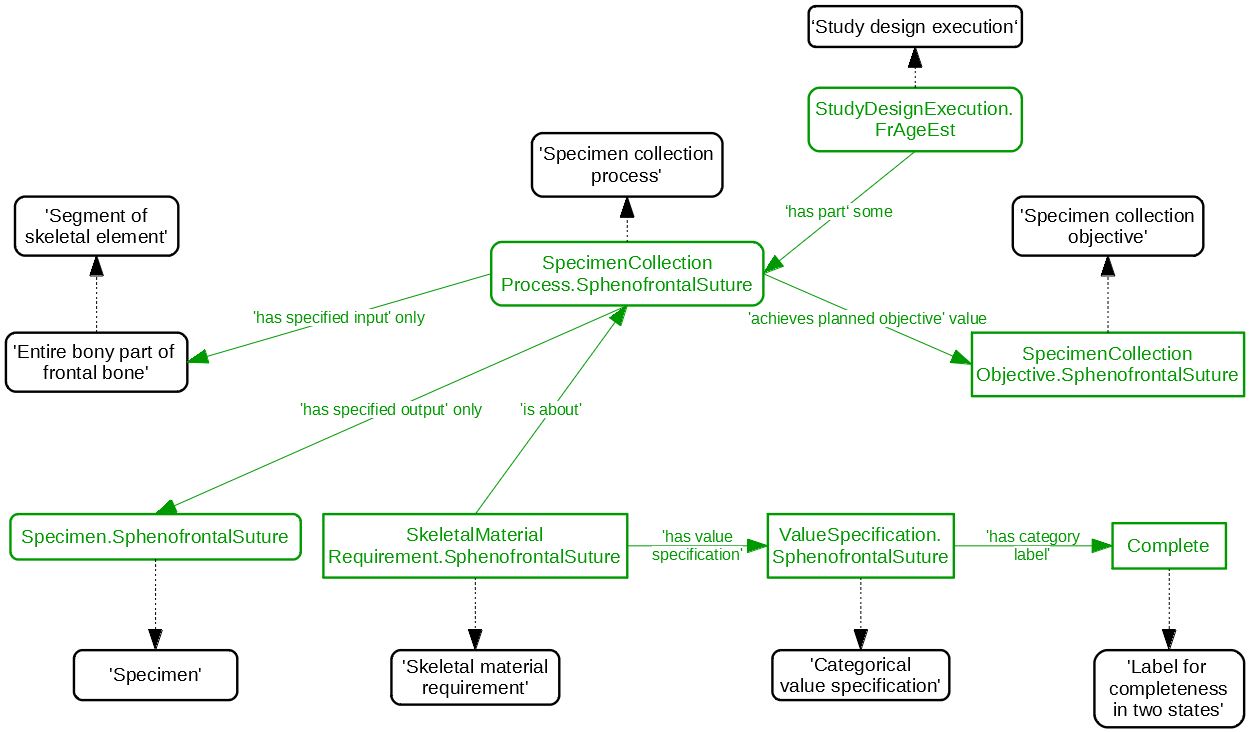 ‘Study design execution‘
StudyDesignExecution.
FrAgeEst
'Specimen collection
process'
'Segment of
skeletal element'
‘has part‘ some
'Specimen collection
objective'
SpecimenCollection
Process.SphenofrontalSuture
'has specified input' only
'achieves planned objective' value
'Entire bony part of
frontal bone'
SpecimenCollection
Objective.SphenofrontalSuture
'has specified output' only
'is about'
Specimen.SphenofrontalSuture
SkeletalMaterial
Requirement.SphenofrontalSuture
'has value
specification'
ValueSpecification.
SphenofrontalSuture
'has category
label'
Complete
'Specimen'
'Skeletal material
requirement'
'Categorical
value specification'
'Label for
completeness
in two states'